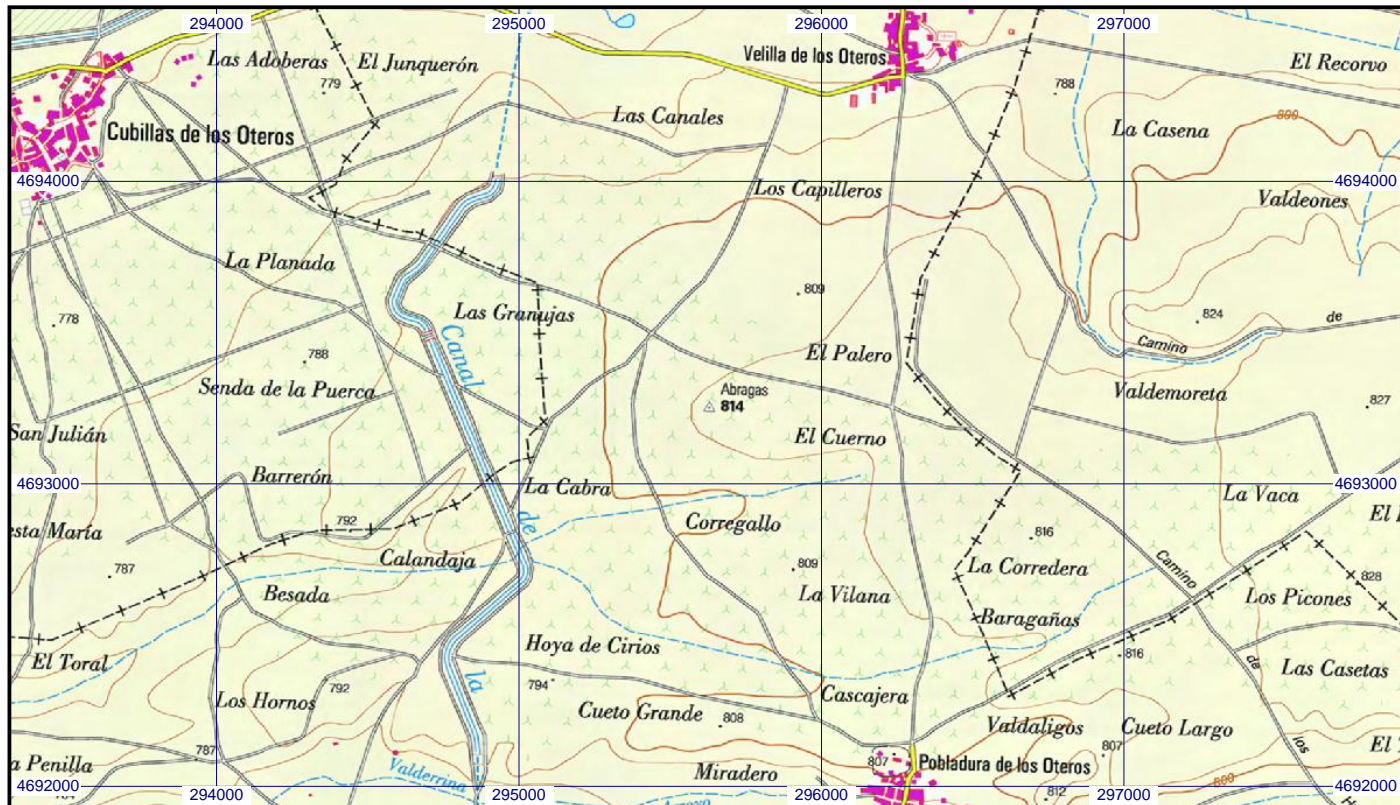 294000 295000 296000 297000
Las Adoberas
El Junquerón
Velilla de los Oteros
El Recorvo
779
788
Las Canales
La Casena
800
Cubillas de los Oteros
4694000 4694000
Los Capilleros
Valdeones
La Planada
809
Las Granujas
824
de
778
Canal
El Palero
Camino
788
Senda de la Puerca
Abragas
814
Valdemoreta
827
San Julián
El Cuerno
Barrerón
4693000 4693000
La Cabra
La Vaca
792
de
Corregallo
El
esta María
816
Calandaja
787
809
La Corredera
Camino
828
Besada
La Vilana
Los Picones
Baragañas
El Toral
Hoya de Cirios
816
de
Las Casetas
792
794
la
Los Hornos
Cascajera
Cueto Grande
808
Valdaligos
Cueto Largo
787
807
los
El
a Penilla
Valderrina
Miradero
807
Pobladura de los Oteros
800
4692000 4692000
812
294000 295000 296000 297000